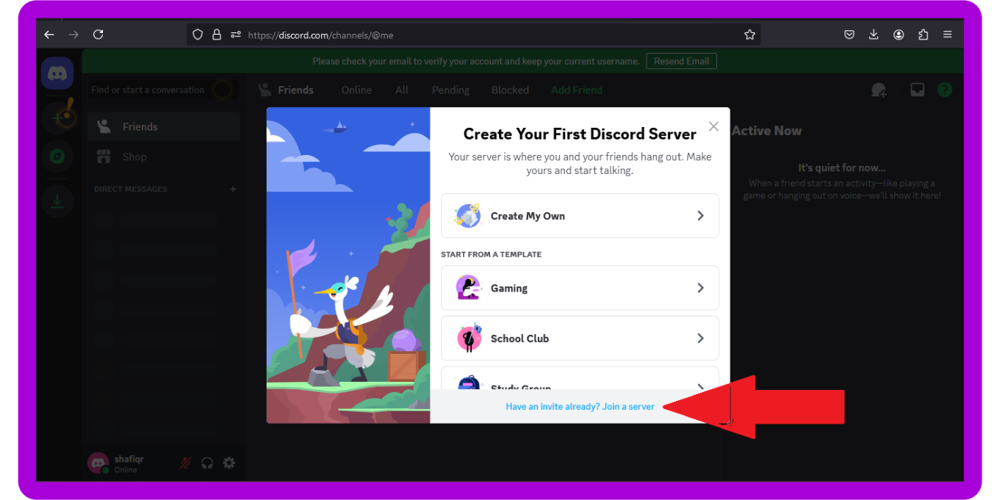 https://discord.com/channels/@me
Please check your email to verify your account and keep your current username. Resend Email
Find or start a conversation
Friends Online All Pending Blocked Add Friend
Friends
Shop
DIRECT MESSAGES
Create Your First Discord Server
Your server is where you and your friends hang out. Make
yours and start talking.
Create My Own
START FROM A TEMPLATE
Gaming
School Club
Study Group
Have an invite already? Join a server
Active Now
It's quiet for now...
When a friend starts an activity—like playing a
game or hanging out on voice—we'll show it here!
shafiqr
Online